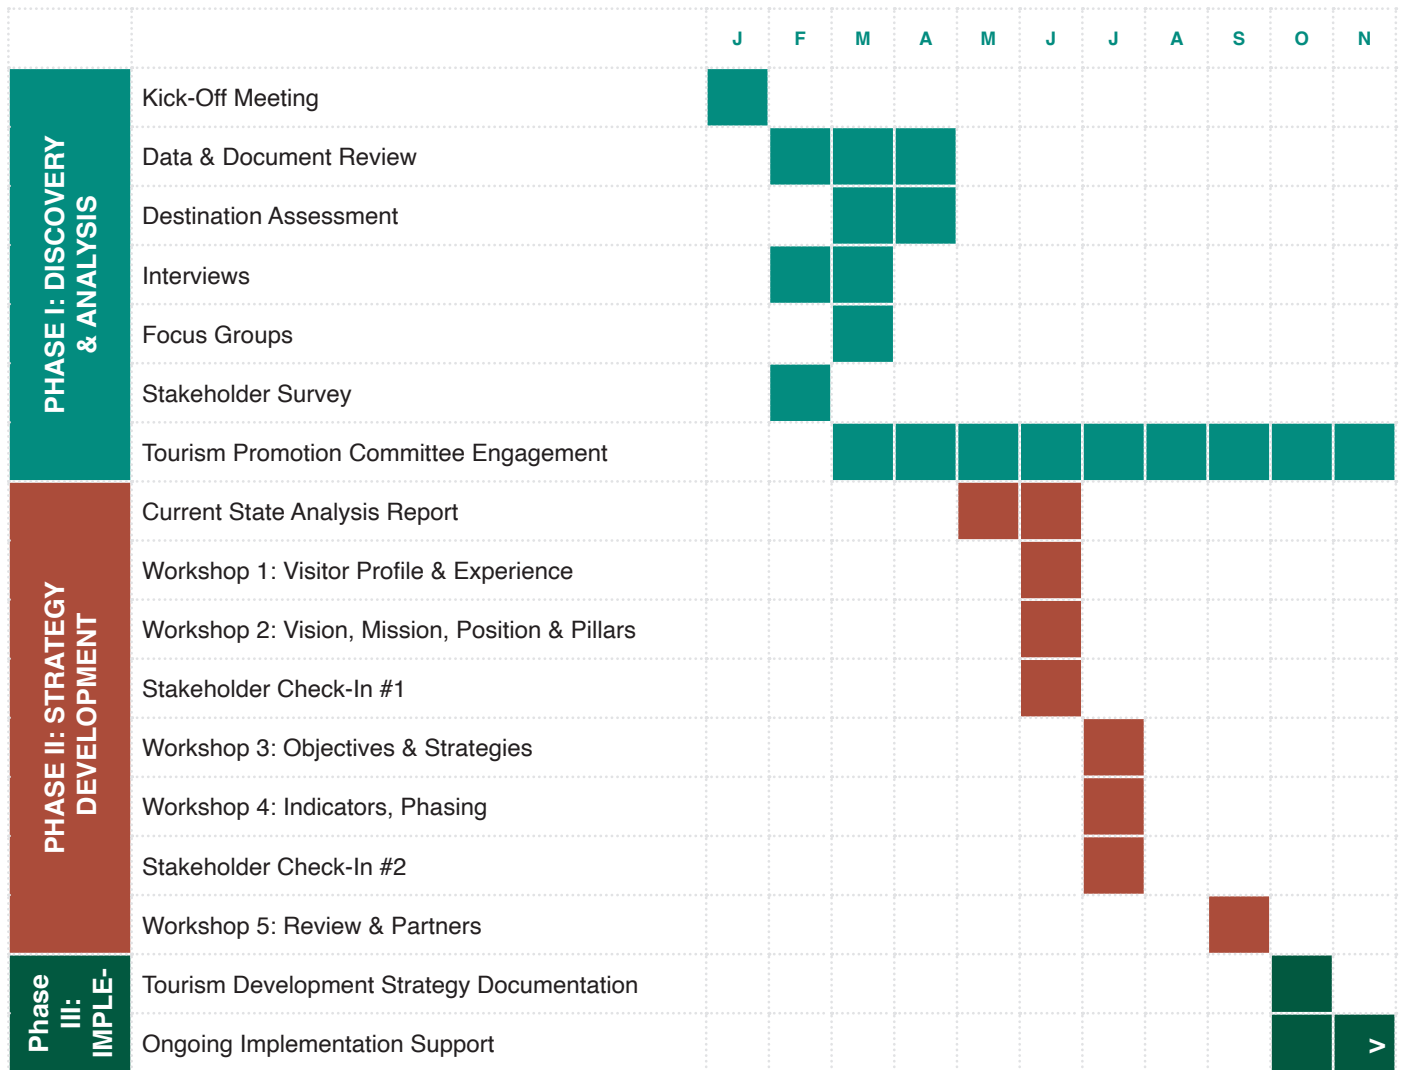 J F M A M J J A S O N
PHASE I: DISCOVERY
& ANALYSIS
Kick-Off Meeting
Data & Document Review
Destination Assessment
Interviews
Focus Groups
Stakeholder Survey
Tourism Promotion Committee Engagement
PHASE II: STRATEGY
DEVELOPMENT
Current State Analysis Report
Workshop 1: Visitor Profile & Experience
Workshop 2: Vision, Mission, Position & Pillars
Stakeholder Check-In #1
Workshop 3: Objectives & Strategies
Workshop 4: Indicators, Phasing
Stakeholder Check-In #2
Workshop 5: Review & Partners
Phase
III:
IMPLE-
Tourism Development Strategy Documentation
Ongoing Implementation Support
>